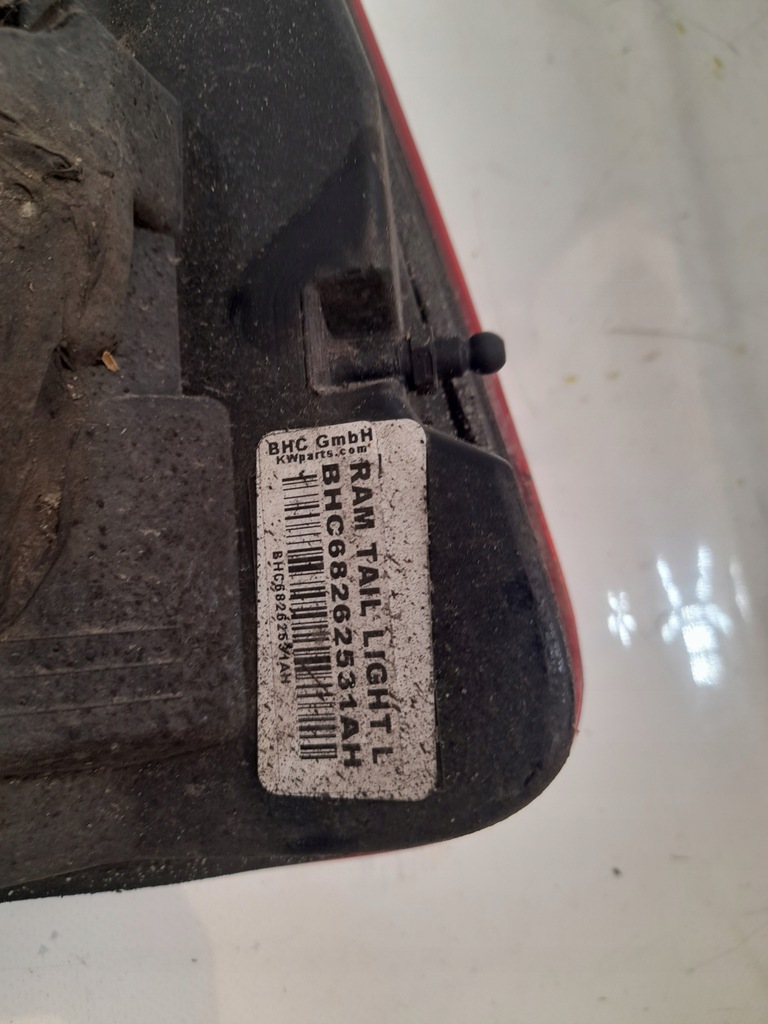 BHC GmbH
KWparts.com
RAM TAIL LIGHT L
BHC68262531AH
BHC68262531AH